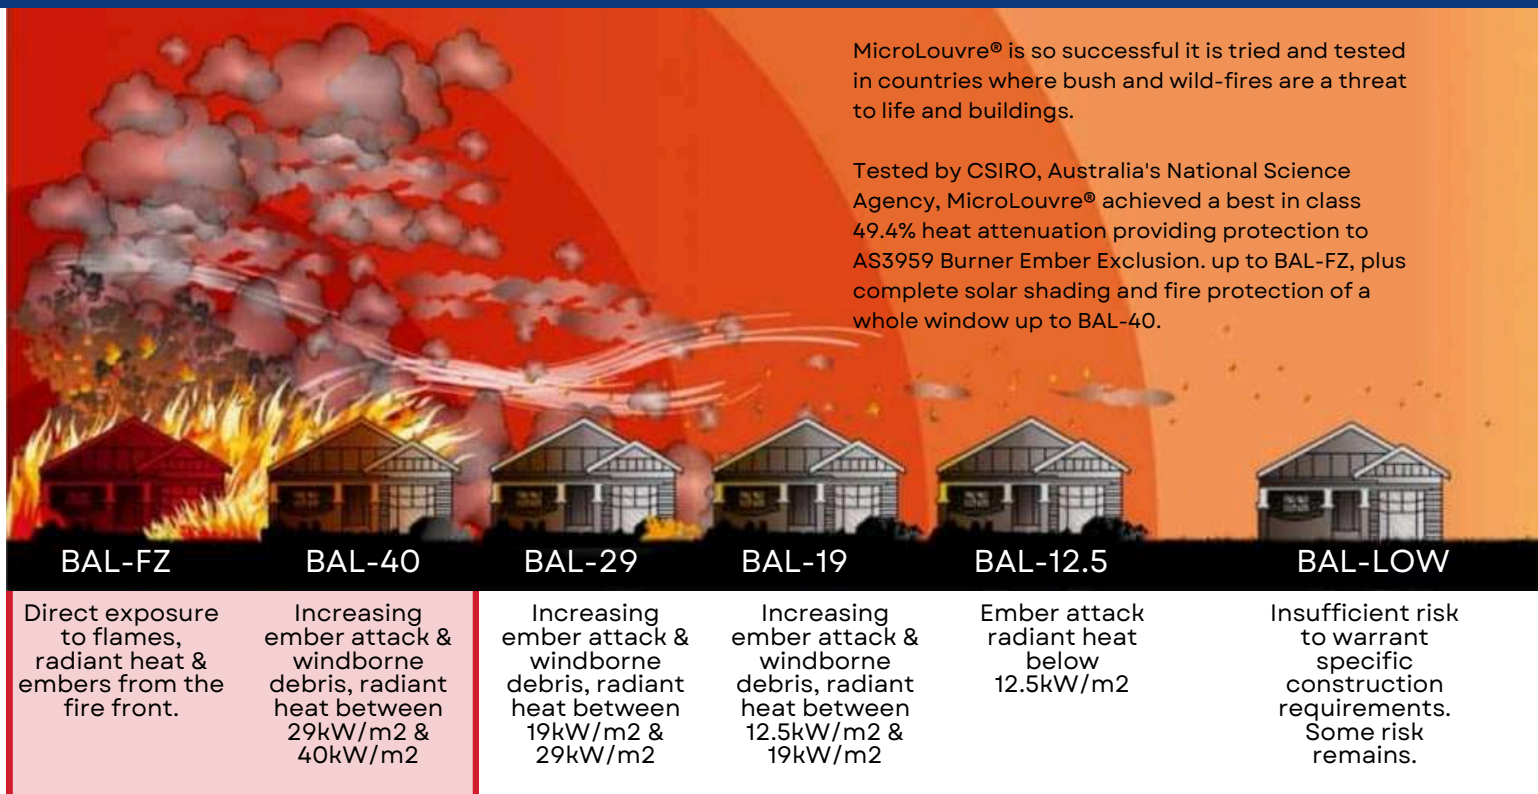 MicroLouvre® is so successful it is tried and tested
in countries where bush and wild-fires are a threat
to life and buildings.
Tested by CSIRO, Australia's National Science
Agency, MicroLouvre® achieved a best in class
49.4% heat attenuation providing protection to
AS3959 Burner Ember Exclusion. up to BAL-FZ, plus
complete solar shading and fire protection of a
whole window up to BAL-40.
BAL-FZ
Direct exposure
to flames,
radiant heat &
embers from the
fire front.
BAL-40
Increasing
ember attack &
windborne
debris, radiant
heat between
29kW/m2 &
40kW/m2
BAL-29
Increasing
ember attack &
windborne
debris, radiant
heat between
19kW/m2 &
29kW/m2
BAL-19
Increasing
ember attack &
windborne
debris, radiant
heat between
12.5kW/m2 &
19kW/m2
BAL-12.5
Ember attack
radiant heat
below
12.5kW/m2
BAL-LOW
Insufficient risk
to warrant
specific
construction
requirements.
Some risk
remains.